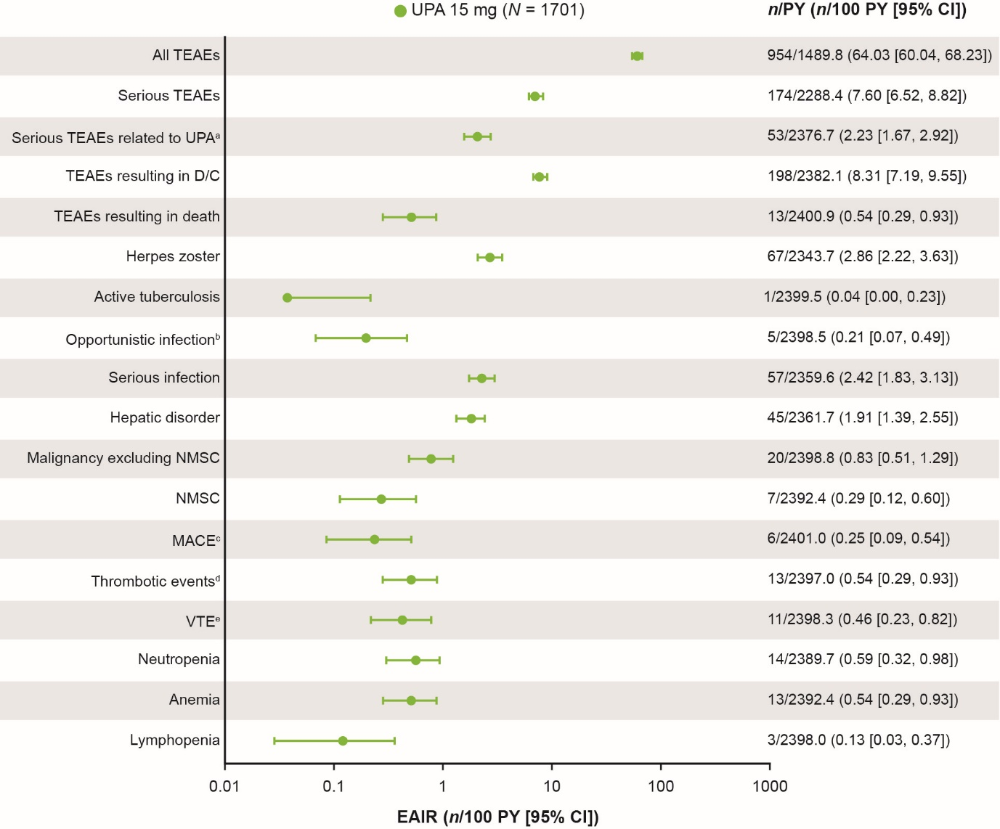 UPA 15 mg (N = 1701) n/PY (n/100 PY [95% CI])
All TEAEs 954/1489.8 (64.03 [60.04, 68.23])
Serious TEAEs 174/2288.4 (7.60 [6.52, 8.82])
Serious TEAEs related to UPAᵃ 53/2376.7 (2.23 [1.67, 2.92])
TEAEs resulting in D/C 198/2382.1 (8.31 [7.19, 9.55])
TEAEs resulting in death 13/2400.9 (0.54 [0.29, 0.93])
Herpes zoster 67/2343.7 (2.86 [2.22, 3.63])
Active tuberculosis 1/2399.5 (0.04 [0.00, 0.23])
Opportunistic infectionᵇ 5/2398.5 (0.21 [0.07, 0.49])
Serious infection 57/2359.6 (2.42 [1.83, 3.13])
Hepatic disorder 45/2361.7 (1.91 [1.39, 2.55])
Malignancy excluding NMSC 20/2398.8 (0.83 [0.51, 1.29])
NMSC 7/2392.4 (0.29 [0.12, 0.60])
MACEᶜ 6/2401.0 (0.25 [0.09, 0.54])
Thrombotic eventsᵈ 13/2397.0 (0.54 [0.29, 0.93])
VTEᵉ 11/2398.3 (0.46 [0.23, 0.82])
Neutropenia 14/2389.7 (0.59 [0.32, 0.98])
Anemia 13/2392.4 (0.54 [0.29, 0.93])
Lymphopenia 3/2398.0 (0.13 [0.03, 0.37])
0.01 0.1 1 10 100 1000
EAIR (n/100 PY [95% CI])